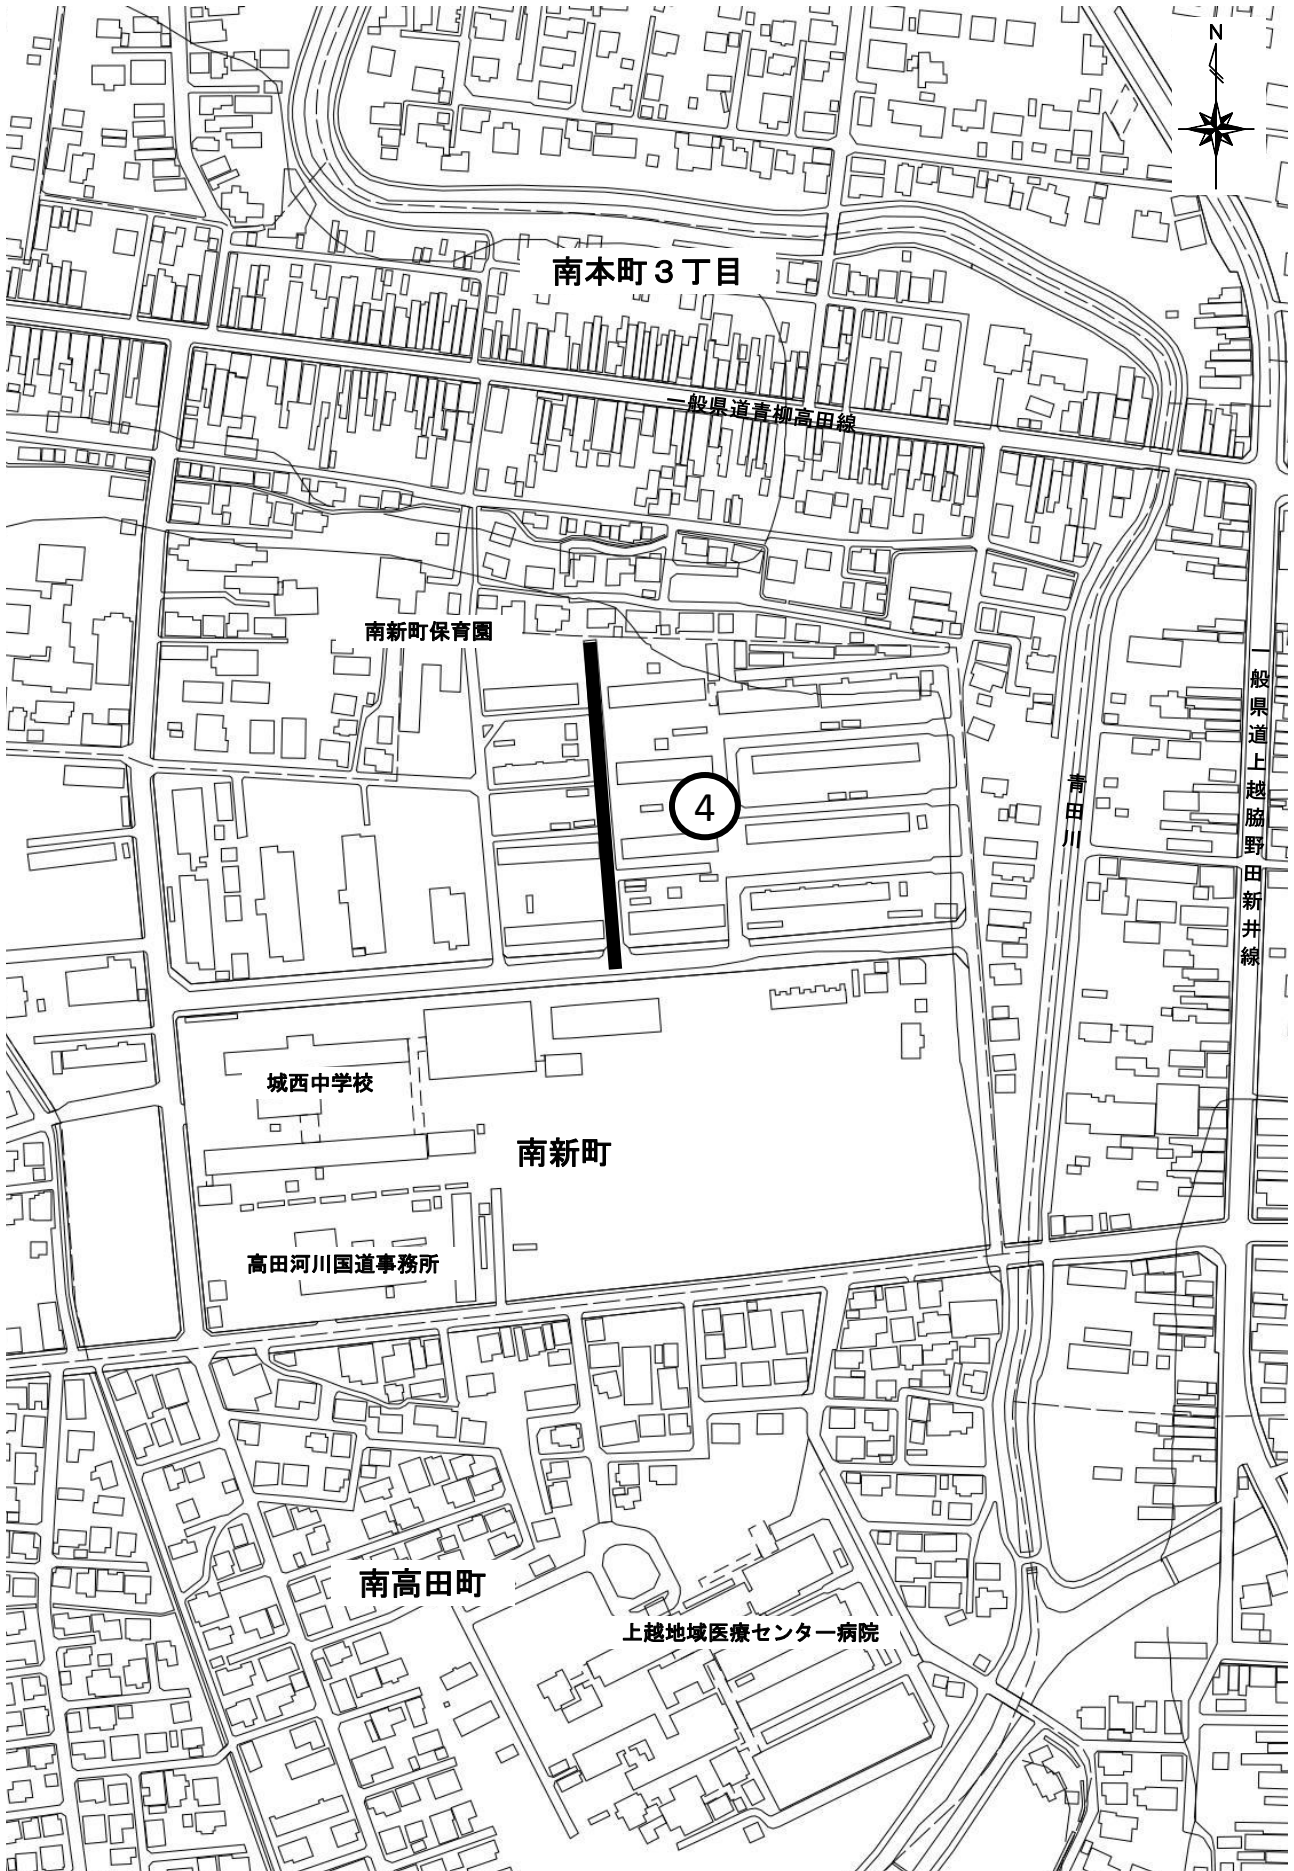 N
南本町３丁目
一般県道青柳高田線
南新町保育園
一般県道上越脇野田新井線
青田川
4
城西中学校
南新町
高田河川国道事務所
南高田町
上越地域医療センター病院